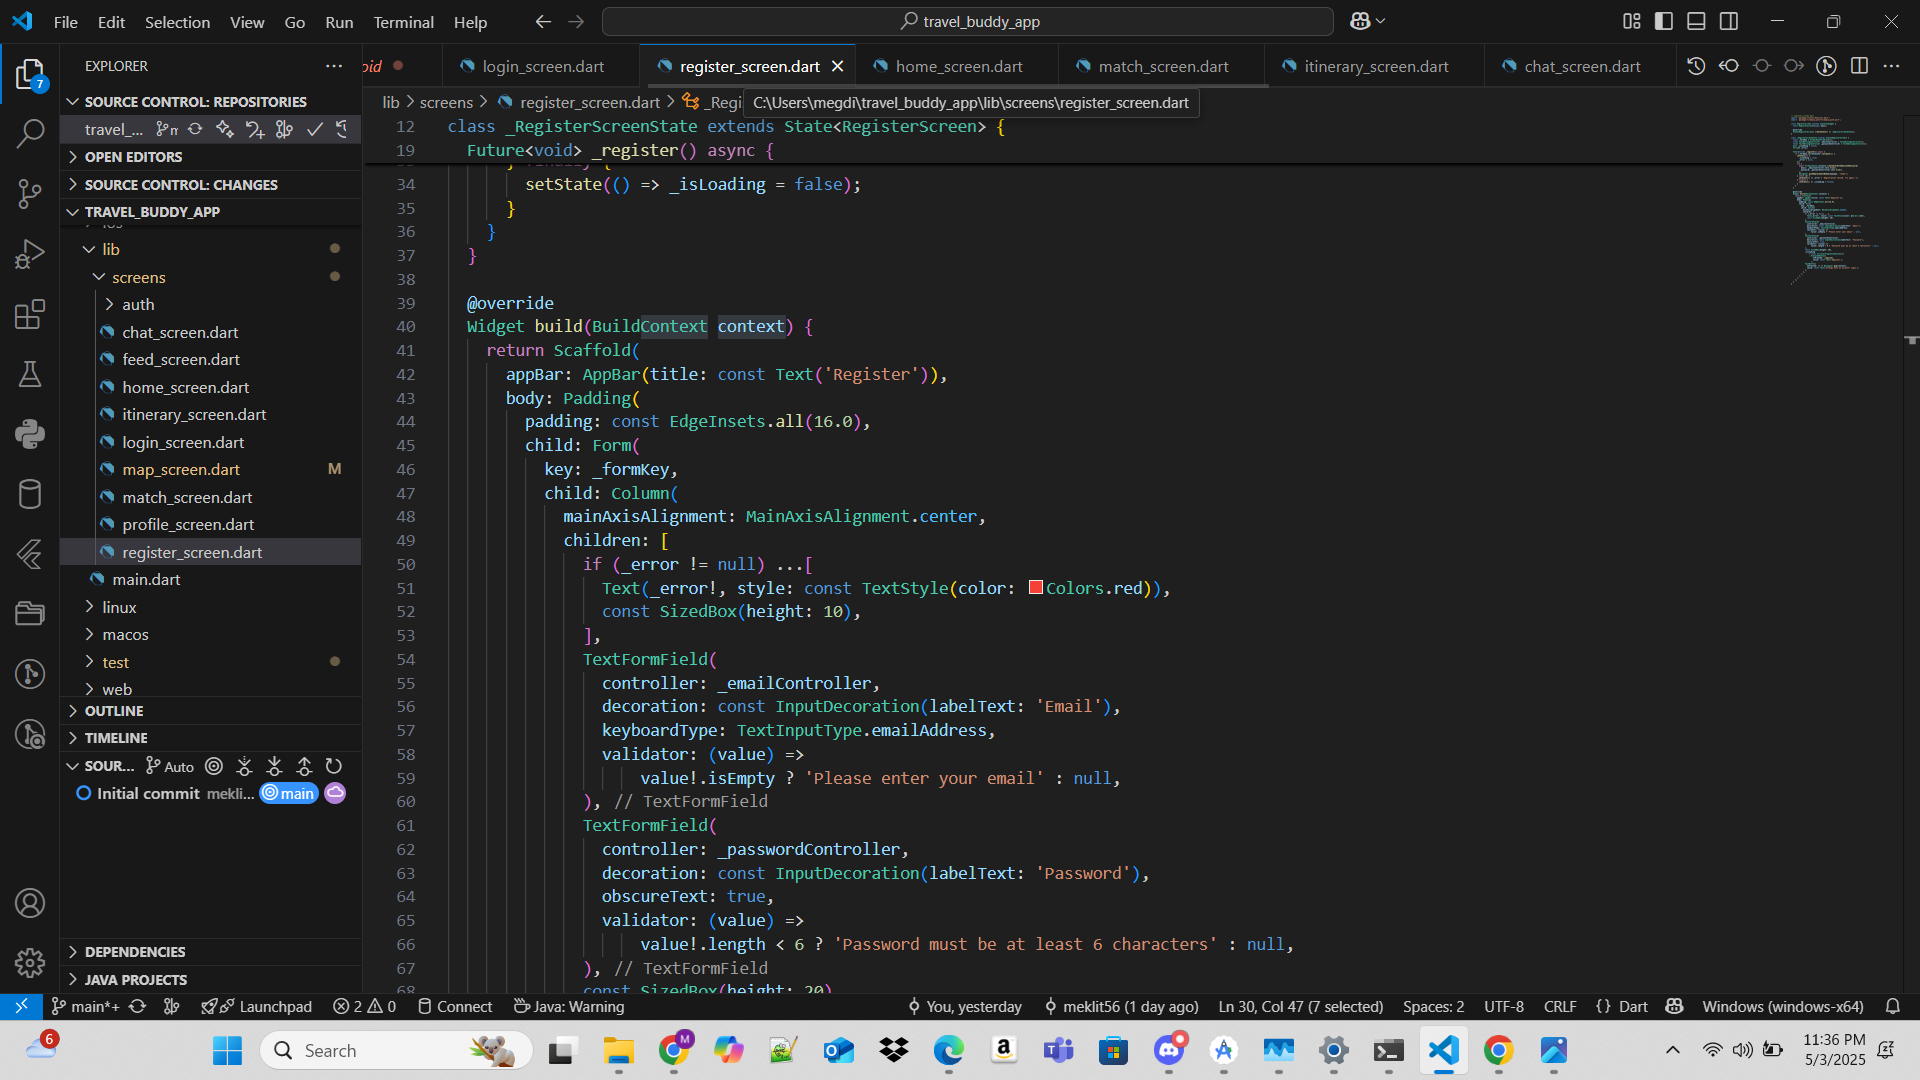 File Edit Selection View Go Run Terminal Help
travel_buddy_app
EXPLORER
SOURCE CONTROL: REPOSITORIES
travel_...
OPEN EDITORS
SOURCE CONTROL: CHANGES
TRAVEL_BUDDY_APP
lib
screens
auth
chat_screen.dart
feed_screen.dart
home_screen.dart
itinerary_screen.dart
login_screen.dart
map_screen.dart M
match_screen.dart
profile_screen.dart
register_screen.dart
main.dart
linux
macos
test
web
OUTLINE
TIMELINE
SOUR... Auto
Initial commit mekli... main
DEPENDENCIES
JAVA PROJECTS
7
oid login_screen.dart register_screen.dart home_screen.dart match_screen.dart itinerary_screen.dart chat_screen.dart
lib > screens > register_screen.dart > _Regi
C:\Users\megdi\travel_buddy_app\lib\screens\register_screen.dart
12 class _RegisterScreenState extends State<RegisterScreen> {
19 Future<void> _register() async {
34 setState(() => _isLoading = false);
35 }
36 }
37 }
38
39 @override
40 Widget build(BuildContext context) {
41 return Scaffold(
42 appBar: AppBar(title: const Text('Register')),
43 body: Padding(
44 padding: const EdgeInsets.all(16.0),
45 child: Form(
46 key: _formKey,
47 child: Column(
48 mainAxisAlignment: MainAxisAlignment.center,
49 children: [
50 if (_error != null) ...[
51 Text(_error!, style: const TextStyle(color: Colors.red)),
52 const SizedBox(height: 10),
53 ],
54 TextFormField(
55 controller: _emailController,
56 decoration: const InputDecoration(labelText: 'Email'),
57 keyboardType: TextInputType.emailAddress,
58 validator: (value) =>
59 value!.isEmpty ? 'Please enter your email' : null,
60 ), // TextFormField
61 TextFormField(
62 controller: _passwordController,
63 decoration: const InputDecoration(labelText: 'Password'),
64 obscureText: true,
65 validator: (value) =>
66 value!.length < 6 ? 'Password must be at least 6 characters' : null,
67 ), // TextFormField
68 const SizedBox(height: 20)
main*+ Launchpad 2 0 Connect Java: Warning You, yesterday meklit56 (1 day ago) Ln 30, Col 47 (7 selected) Spaces: 2 UTF-8 CRLF {} Dart Windows (windows-x64)
6 Search M a 11:36 PM
5/3/2025